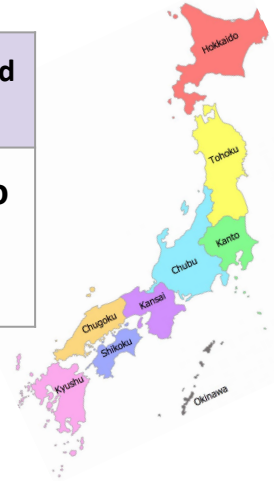 d
Hokkaido
Tohoku
Kanto
Chubu
Kansai
Chugoku
Shikoku
Kyushu
Okinawa